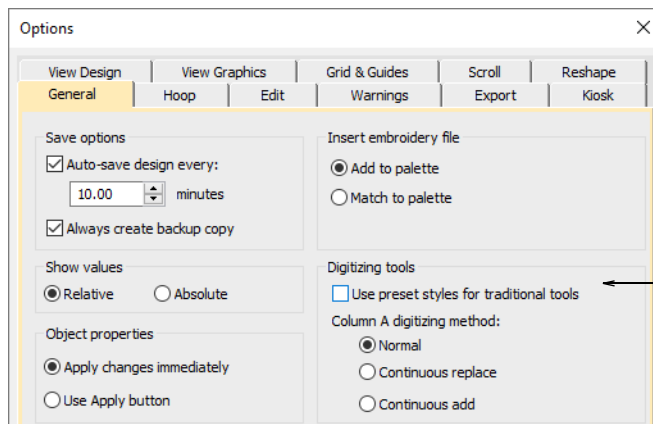 Options
View Design View Graphics Grid & Guides Scroll Reshape
General Hoop Edit Warnings Export Kiosk
Save options
Auto-save design every:
10.00 minutes
Always create backup copy
Insert embroidery file
Add to palette
Match to palette
Show values
Relative Absolute
Digitizing tools
Use preset styles for traditional tools
Column A digitizing method:
Normal
Continuous replace
Continuous add
Object properties
Apply changes immediately
Use Apply button